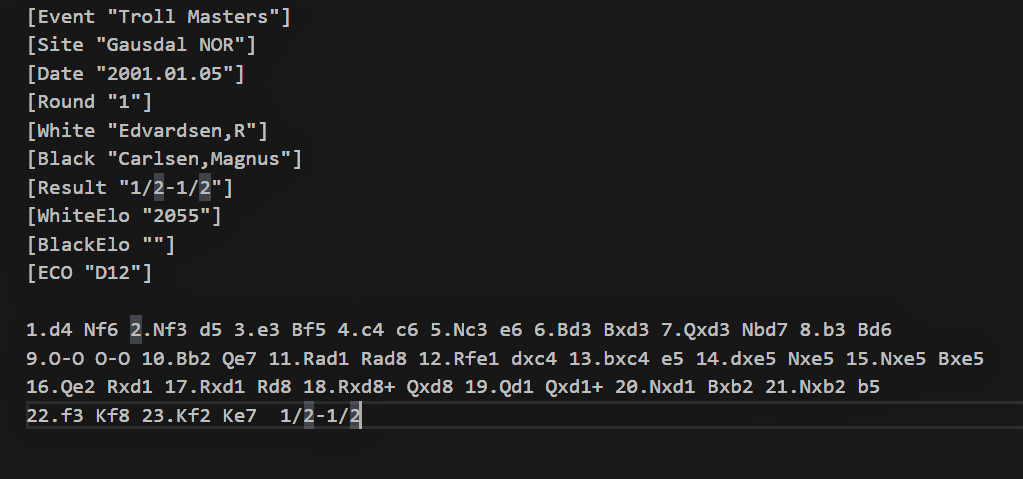 [Event "Troll Masters"]
[Site "Gausdal NOR"]
[Date "2001.01.05"]
[Round "1"]
[White "Edvardsen,R"]
[Black "Carlsen,Magnus"]
[Result "1/2-1/2"]
[WhiteElo "2055"]
[BlackElo ""]
[ECO "D12"]

1.d4 Nf6 2.Nf3 d5 3.e3 Bf5 4.c4 c6 5.Nc3 e6 6.Bd3 Bxd3 7.Qxd3 Nbd7 8.b3 Bd6
9.O-O O-O 10.Bb2 Qe7 11.Rad1 Rad8 12.Rfe1 dxc4 13.bxc4 e5 14.dxe5 Nxe5 15.Nxe5 Bxe5
16.Qe2 Rxd1 17.Rxd1 Rd8 18.Rxd8+ Qxd8 19.Qd1 Qxd1+ 20.Nxd1 Bxb2 21.Nxb2 b5
22.f3 Kf8 23.Kf2 Ke7  1/2-1/2